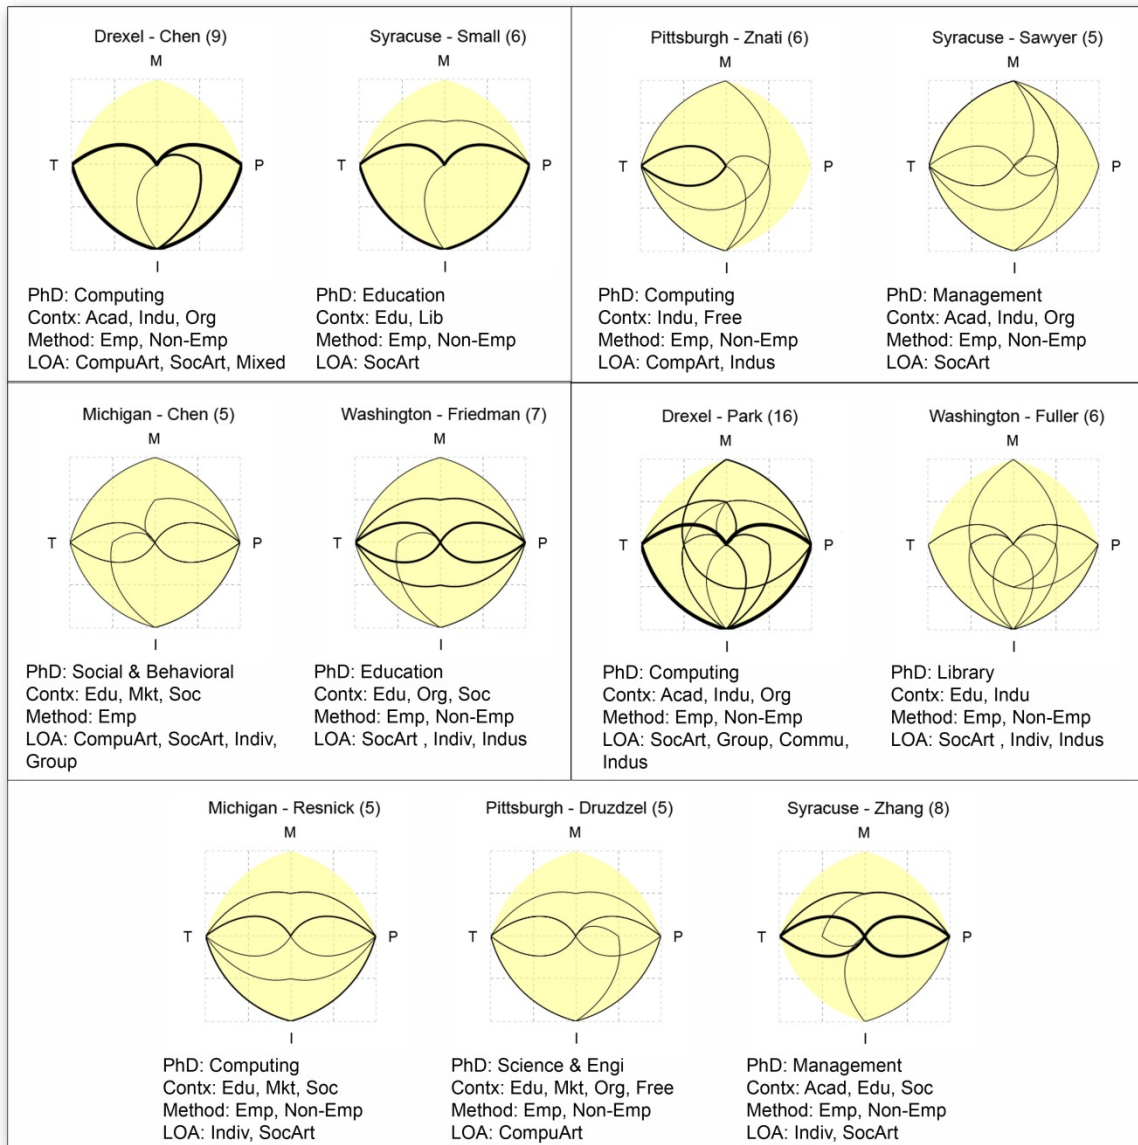 Drexel - Chen (9)
M
T
P
I
PhD: Computing
Contx: Acad, Indu, Org
Method: Emp, Non-Emp
LOA: CompuArt, SocArt, Mixed
Syracuse - Small (6)
M
T
P
I
PhD: Education
Contx: Edu, Lib
Method: Emp, Non-Emp
LOA: SocArt
Pittsburgh - Znati (6)
M
T
P
I
PhD: Computing
Contx: Indu, Free
Method: Emp, Non-Emp
LOA: CompArt, Indus
Syracuse - Sawyer (5)
M
T
P
I
PhD: Management
Contx: Acad, Indu, Org
Method: Emp, Non-Emp
LOA: SocArt
Michigan - Chen (5)
M
T
P
I
PhD: Social & Behavioral
Contx: Edu, Mkt, Soc
Method: Emp
LOA: CompuArt, SocArt, Indiv,
Group
Washington - Friedman (7)
M
T
P
I
PhD: Education
Contx: Edu, Org, Soc
Method: Emp, Non-Emp
LOA: SocArt , Indiv, Indus
Drexel - Park (16)
M
T
P
I
PhD: Computing
Contx: Acad, Indu, Org
Method: Emp, Non-Emp
LOA: SocArt, Group, Commu,
Indus
Washington - Fuller (6)
M
T
P
I
PhD: Library
Contx: Edu, Indu
Method: Emp, Non-Emp
LOA: SocArt , Indiv, Indus
Michigan - Resnick (5)
M
T
P
I
PhD: Computing
Contx: Edu, Mkt, Soc
Method: Emp, Non-Emp
LOA: Indiv, SocArt
Pittsburgh - Druzdzel (5)
M
T
P
I
PhD: Science & Engi
Contx: Edu, Mkt, Org, Free
Method: Emp, Non-Emp
LOA: CompuArt
Syracuse - Zhang (8)
M
T
P
I
PhD: Management
Contx: Acad, Edu, Soc
Method: Emp, Non-Emp
LOA: Indiv, SocArt